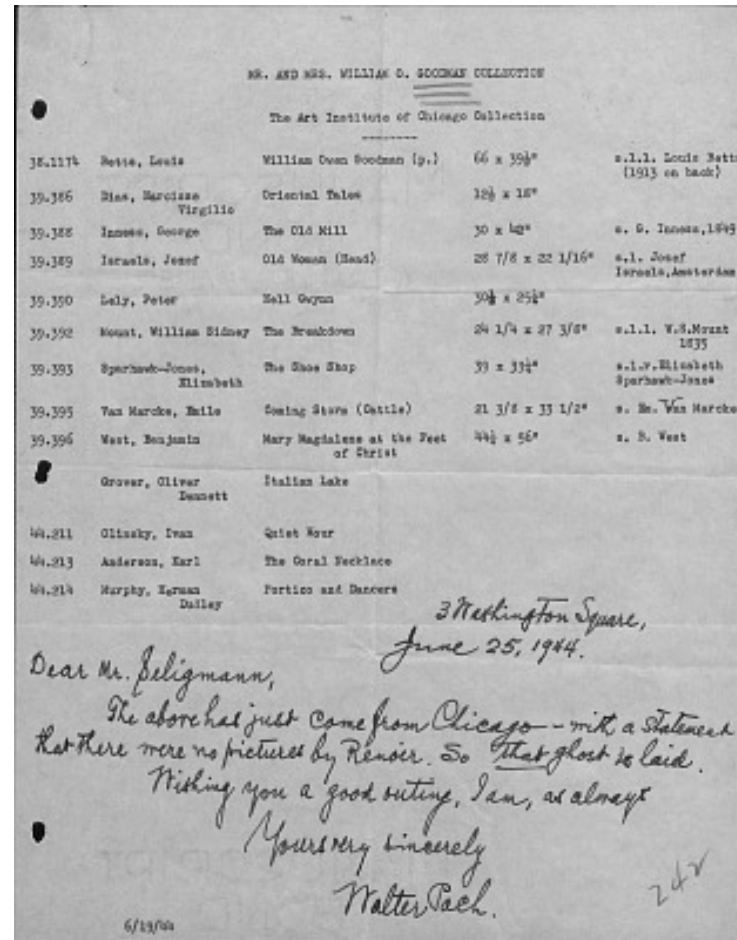 MR. AND MRS. WILLIAM O. GOODMAN COLLECTION
The Art Institute of Chicago Collection
38.1174 Betts, Louis William Owen Goodman (p.) 66 x 39½" s.l.l. Louis Betts
(1913 on back)
39.386 Diaz, Narcisse Oriental Tales 12½ x 18"
Virgilio
39.388 Inness, George The Old Mill 30 x 42" s. G. Inness, 1849
39.389 Israels, Josef Old Woman (Head) 28 7/8 x 22 1/16" s.l. Josef
Israels, Amsterdam
39.390 Lely, Peter Nell Gwynn 30½ x 25¼"
39.392 Mount, William Sidney The Breakdown 24 1/4 x 27 3/8" s.l.l. W.S.Mount
1835
39.393 Sparhawk-Jones, The Shoe Shop 39 x 33¼" s.l.r.Elizabeth
Elizabeth Sparhawk-Jones
39.395 Van Marcke, Emile Coming Storm (Cattle) 21 3/8 x 33 1/2" s. Em. Van Marcke
39.396 West, Benjamin Mary Magdalene at the Feet 44½ x 56" s. B. West
of Christ
Grover, Oliver Italian Lake
Dennett
44.211 Olinsky, Ivan Quiet Hour
44.213 Anderson, Karl The Coral Necklace
44.214 Murphy, Herman Portico and Dancers
Dudley
3 Washington Square,
June 25, 1944.
Dear Mr. Seligmann,
The above has just come from Chicago – with a statement
that there were no pictures by Renoir. So that ghost is laid.
Wishing you a good outing, I am, as always
Yours very sincerely
Walter Pach.
242
6/19/44